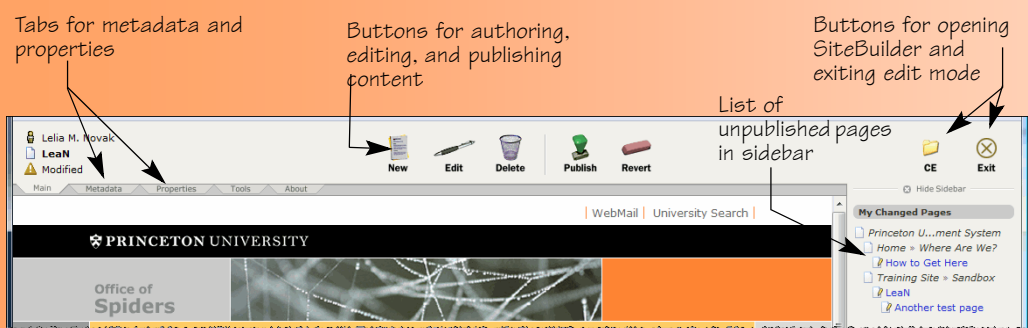 Tabs for metadata and
properties
Buttons for authoring,
editing, and publishing
content
Buttons for opening
SiteBuilder and
exiting edit mode
List of
unpublished pages
in sidebar
Lelia M. Novak
LeaN
Modified
New
Edit
Delete
Publish
Revert
CE
Exit
Main
Metadata
Properties
Tools
About
Hide Sidebar
WebMail | University Search |
PRINCETON UNIVERSITY
Office of
Spiders
My Changed Pages
Princeton U...ment System
Home » Where Are We?
How to Get Here
Training Site » Sandbox
LeaN
Another test page